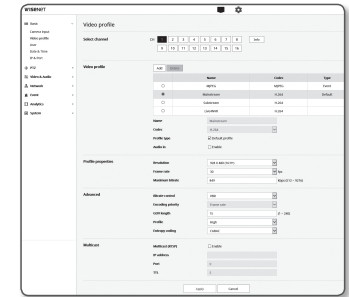 WISENET
Basic
Camera setup
Video profile
User
Date & Time
IP & Port
PTZ
Video & Audio
Network
Event
Analytics
System
Video profile
Select channel
CH 1 2 3 4 5 6 7 8
9 10 11 12 13 14 15 16
Video profile
Add
Name Codec Type
MJPEG MJPEG Event
Mainstream H.264 Default
Substream H.264
H.264
Name Mainstream
Codec H.264
Profile type Default profile
Audio in Enable
Profile properties
Resolution
Frame rate 30 fps
Maximum bitrate
Advanced
Bitrate control
Encoding priority Frame rate
GOV length 15
Profile High
Entropy coding CABAC
Multicast
Multicast (RTSP) Enable
IP address
Port 0
TTL 5
Apply Cancel